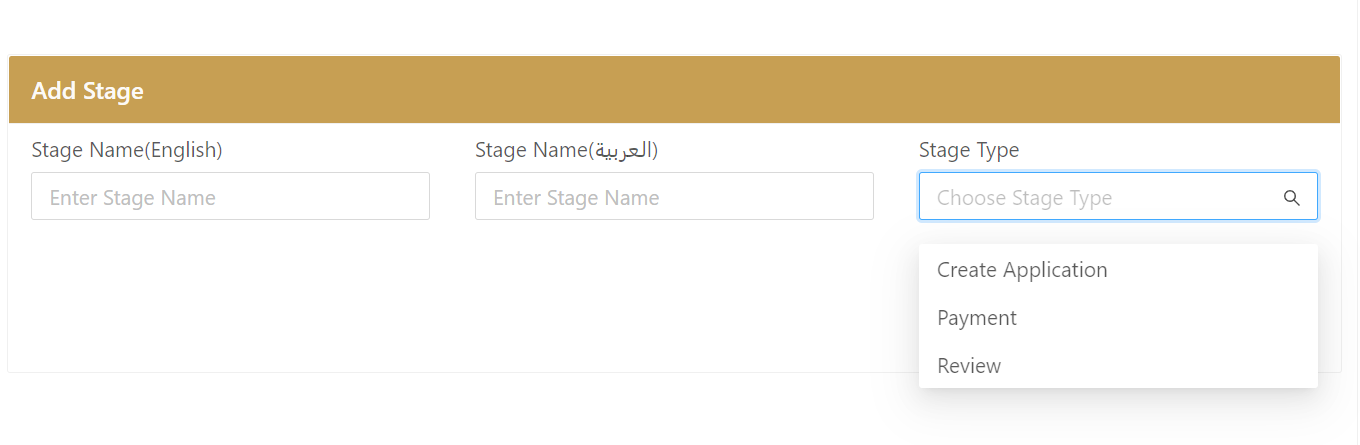 Add Stage
Stage Name(English)
Stage Name(العربية)
Stage Type
Enter Stage Name
Enter Stage Name
Choose Stage Type
Create Application
Payment
Review